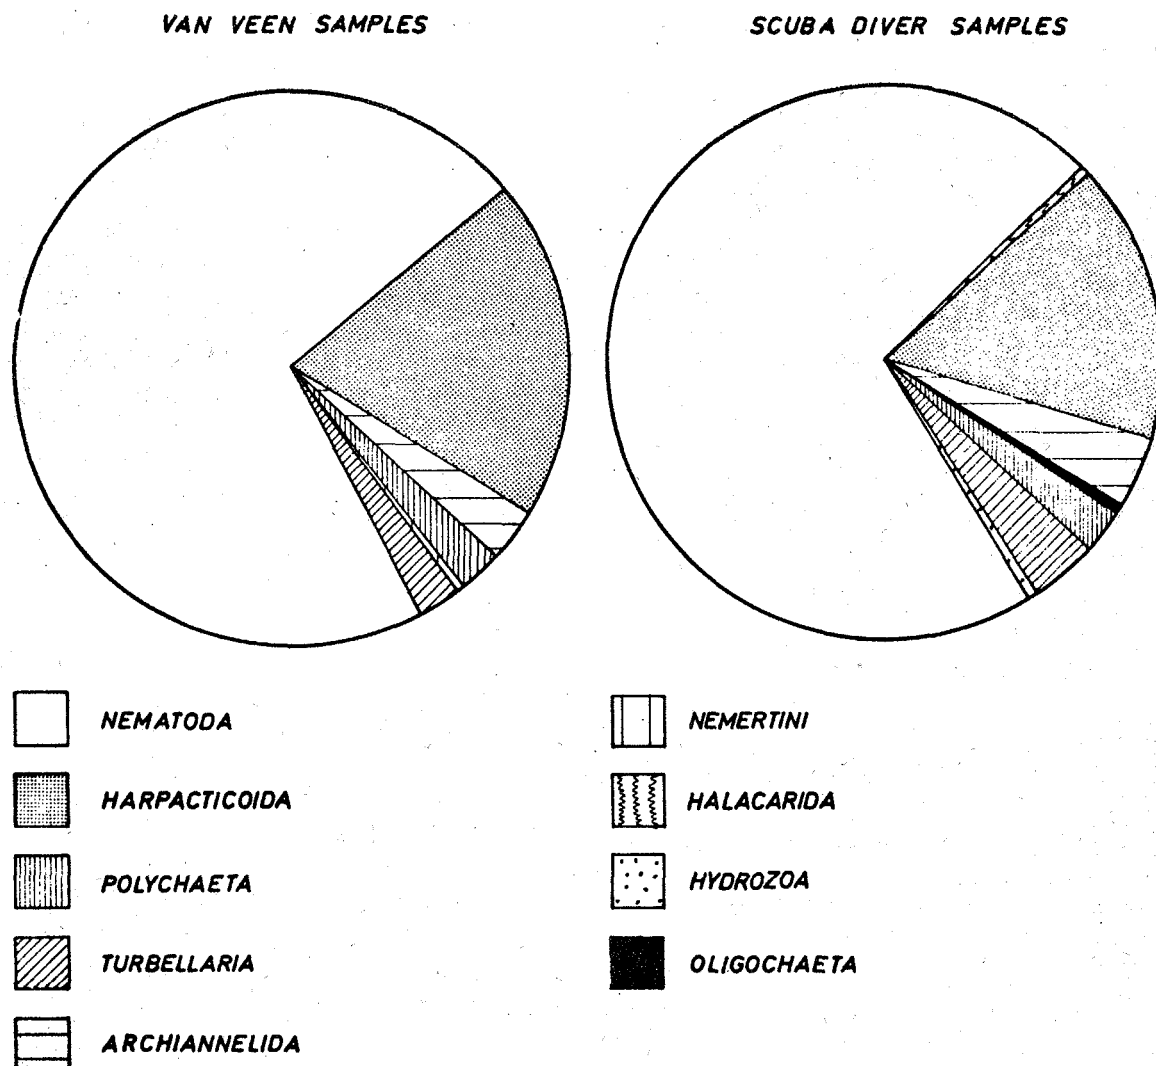 VAN VEEN SAMPLES
SCUBA DIVER SAMPLES
NEMATODA
HARPACTICOIDA
POLYCHAETA
TURBELLARIA
ARCHIANNELIDA
NEMERTINI
HALACARIDA
HYDROZOA
OLIGOCHAETA